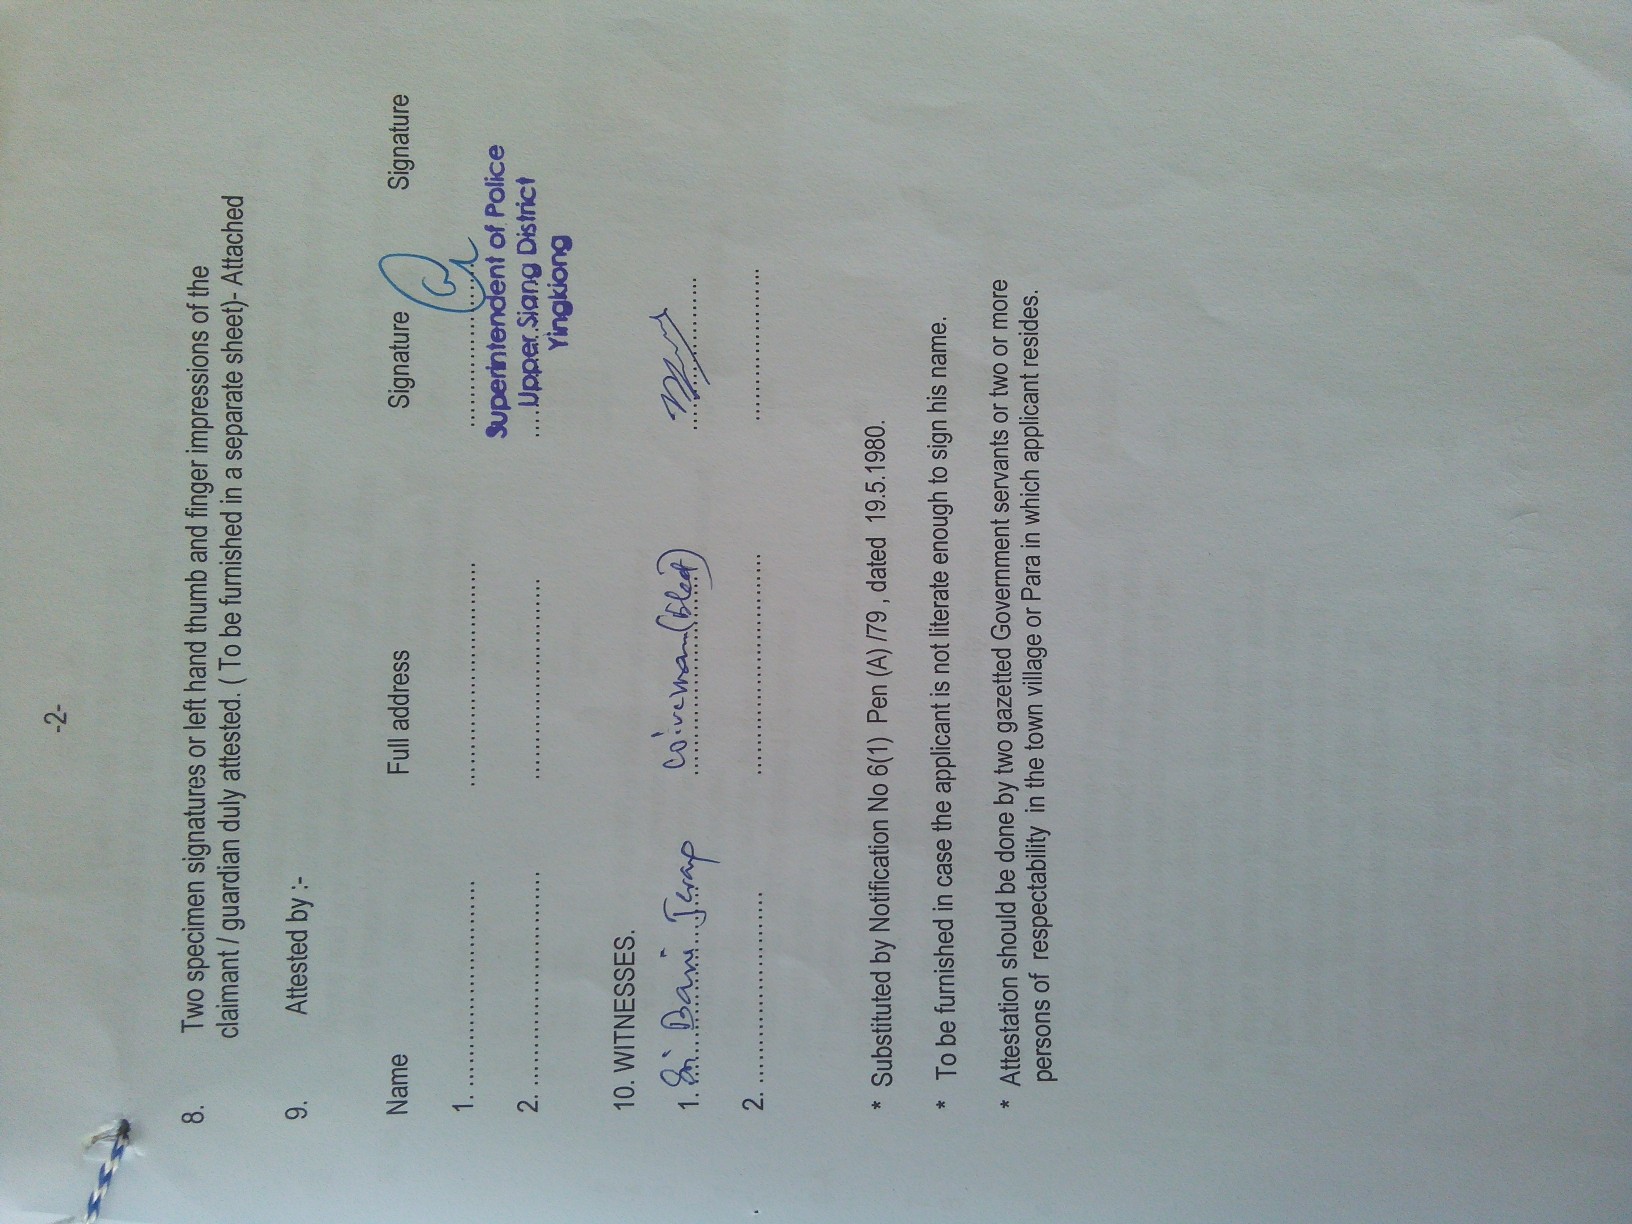 -2-
8. Two specimen signatures or left hand thumb and finger impressions of the
claimant / guardian duly attested. ( To be furnished in a separate sheet)- Attached
9. Attested by :-
Name Full address Signature Signature
1. ........................................ ........................................ ........................................
Superintendent of Police
2. ........................................ ........................................ .... Upper Siang District
Yingkiong
10. WITNESSES.
1. Sri Bani Jerap Wireman (Elect)
2. ........................................ ........................................ ........................................
* Substituted by Notification No 6(1) Pen (A) /79 , dated 19.5.1980.
* To be furnished in case the applicant is not literate enough to sign his name.
* Attestation should be done by two gazetted Government servants or two or more
persons of respectability in the town village or Para in which applicant resides.